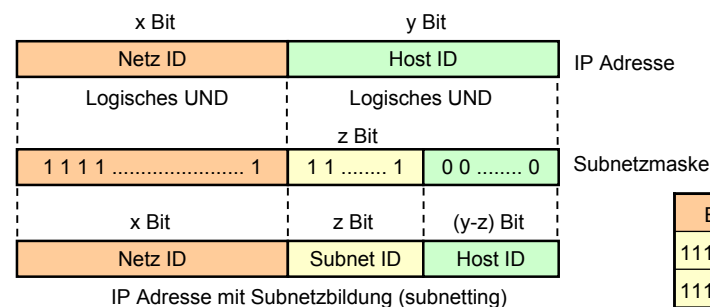 x Bit y Bit
Netz ID Host ID IP Adresse
Logisches UND Logisches UND
z Bit
1 1 1 1 ....................... 1 1 1 ........ 1 0 0 ........ 0 Subnetzmaske
x Bit z Bit (y-z) Bit
Netz ID Subnet ID Host ID
IP Adresse mit Subnetzbildung (subnetting)
111
111